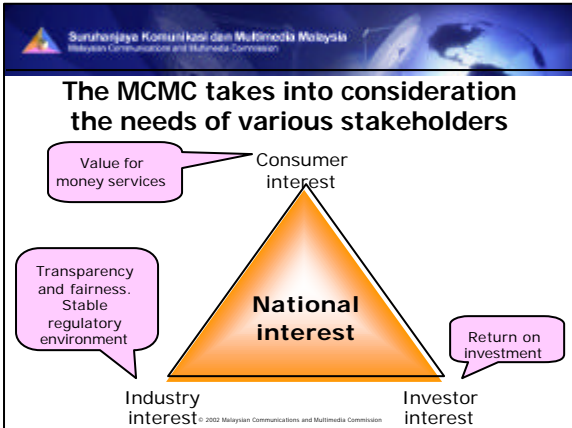 Suruhanjaya Komunikasi dan Multimedia Malaysia
Malaysian Communications and Multimedia Commission
The MCMC takes into consideration
the needs of various stakeholders
Value for
money services
Consumer
interest
Transparency
and fairness.
Stable
regulatory
environment
National
interest
Return on
investment
Industry
interest
Investor
interest
© 2002 Malaysian Communications and Multimedia Commission